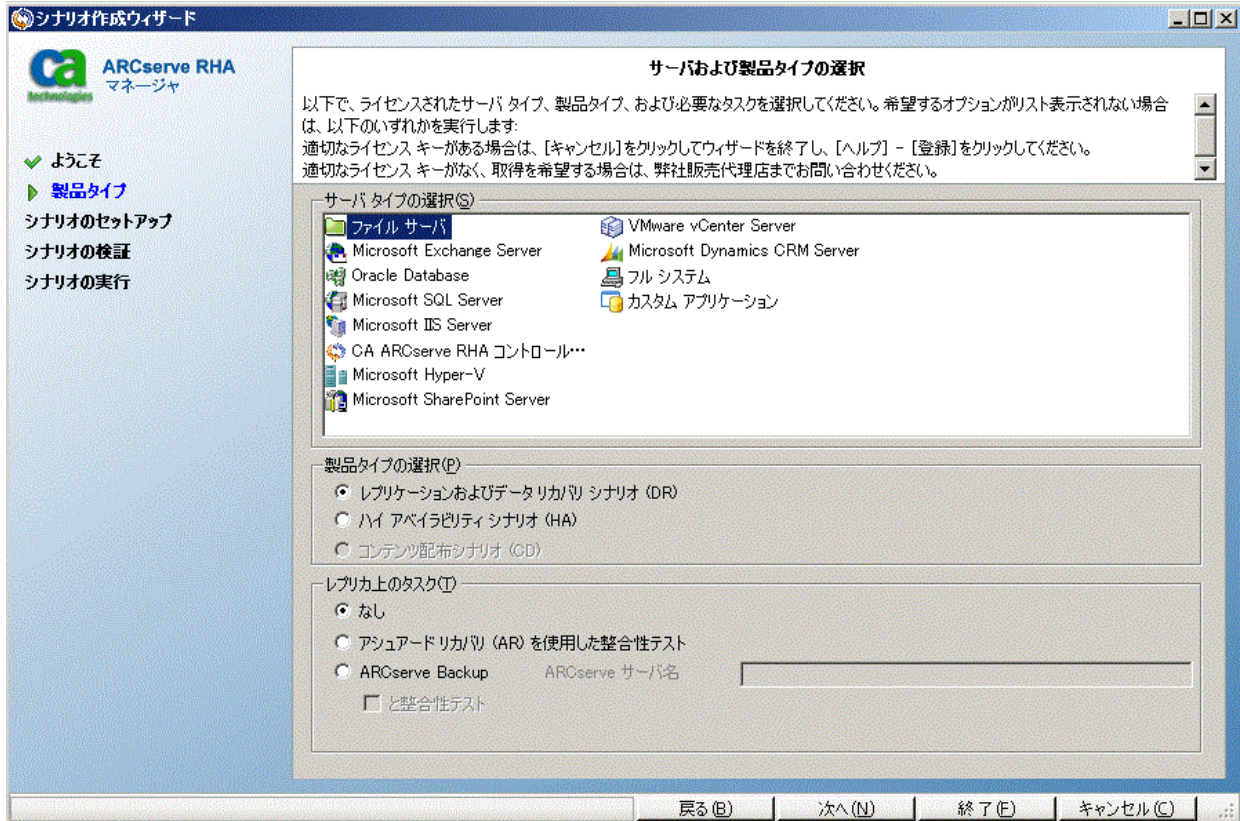 シナリオ作成ウィザード
ca
technologies
ARCserve RHA
マネージャ
ようこそ
製品タイプ
シナリオのセットアップ
シナリオの検証
シナリオの実行
サーバおよび製品タイプの選択
以下で、ライセンスされたサーバ タイプ、製品タイプ、および必要なタスクを選択してください。希望するオプションがリスト表示されない場合
は、以下のいずれかを実行します:
適切なライセンス キーがある場合は、[キャンセル]をクリックしてウィザードを終了し、[ヘルプ] - [登録]をクリックしてください。
適切なライセンス キーがなく、取得を希望する場合は、弊社販売代理店までお問い合わせください。
サーバ タイプの選択(S)
ファイル サーバ
Microsoft Exchange Server
Oracle Database
Microsoft SQL Server
Microsoft IIS Server
CA ARCserve RHA コントロール…
Microsoft Hyper-V
Microsoft SharePoint Server
VMware vCenter Server
Microsoft Dynamics CRM Server
フル システム
カスタム アプリケーション
製品タイプの選択(P)
レプリケーションおよびデータ リカバリ シナリオ (DR)
ハイ アベイラビリティ シナリオ (HA)
コンテンツ配布シナリオ (CD)
レプリカ上のタスク(T)
なし
アシュアード リカバリ (AR) を使用した整合性テスト
ARCserve Backup ARCserve サーバ名
と整合性テスト
戻る(B) 次へ(N) 終了(F) キャンセル(C)